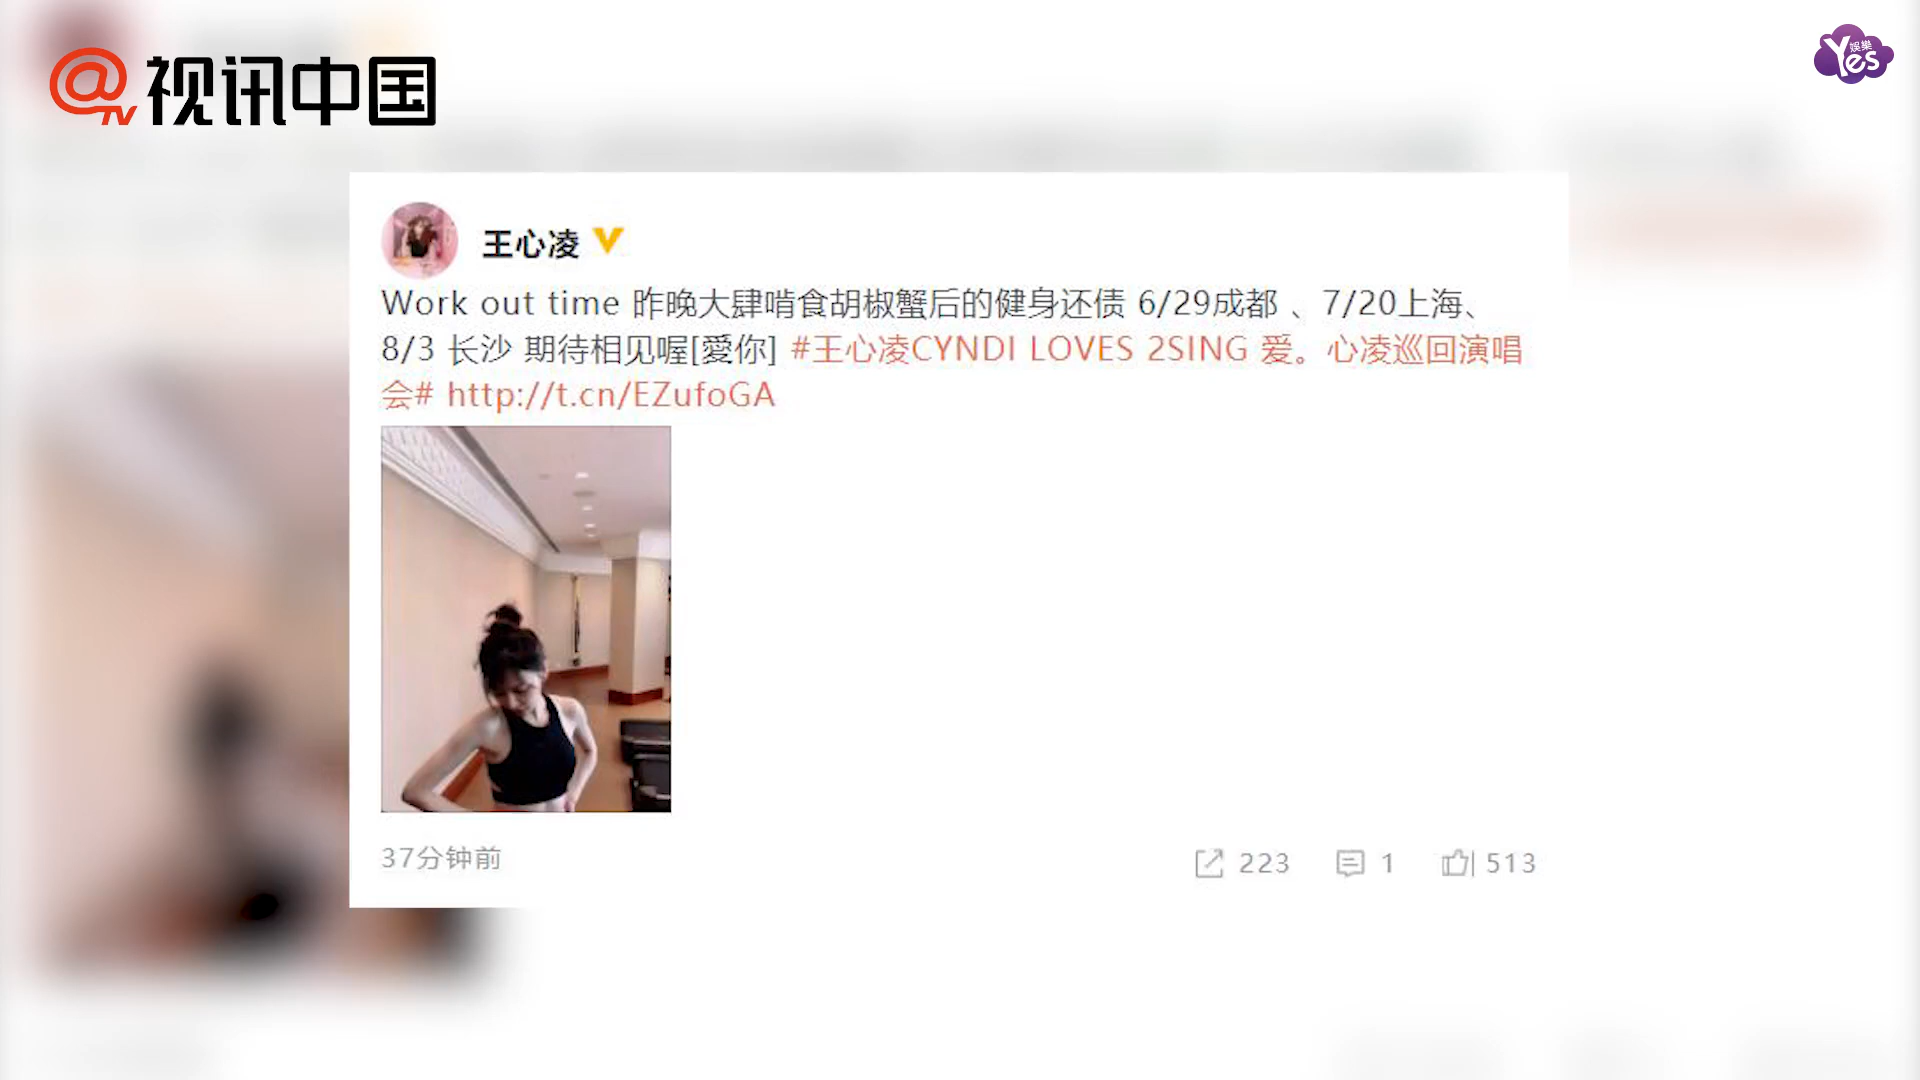 @TV 视讯中国
Yes 娱樂
王心凌
Work out time 昨晚大肆啃食胡椒蟹后的健身还债 6/29成都 、7/20上海、
8/3 长沙 期待相见喔[愛你] #王心凌CYNDI LOVES 2SING 爱。心凌巡回演唱
会# http://t.cn/EZufoGA
37分钟前
223
1
513